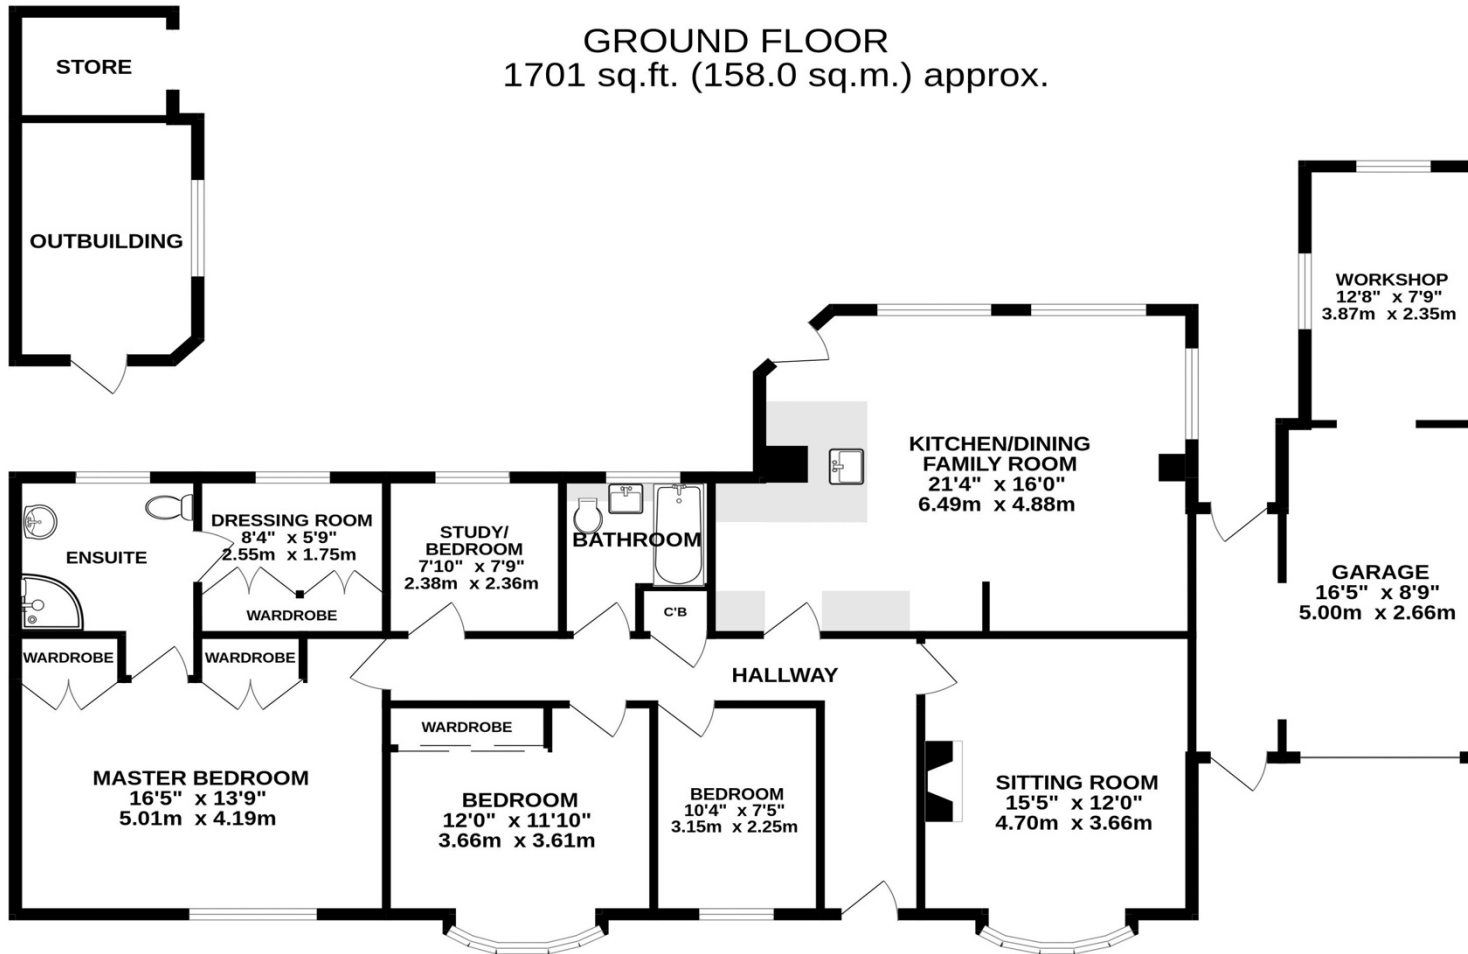 GROUND FLOOR
1701 sq.ft. (158.0 sq.m.) approx.
STORE
OUTBUILDING
WORKSHOP
12'8" x 7'9"
3.87m x 2.35m
KITCHEN/DINING
FAMILY ROOM
21'4" x 16'0"
6.49m x 4.88m
ENSUITE
DRESSING ROOM
8'4" x 5'9"
2.55m x 1.75m
WARDROBE
STUDY/
BEDROOM
7'10" x 7'9"
2.38m x 2.36m
BATHROOM
C'B
GARAGE
16'5" x 8'9"
5.00m x 2.66m
WARDROBE
WARDROBE
HALLWAY
WARDROBE
MASTER BEDROOM
16'5" x 13'9"
5.01m x 4.19m
BEDROOM
12'0" x 11'10"
3.66m x 3.61m
BEDROOM
10'4" x 7'5"
3.15m x 2.25m
SITTING ROOM
15'5" x 12'0"
4.70m x 3.66m